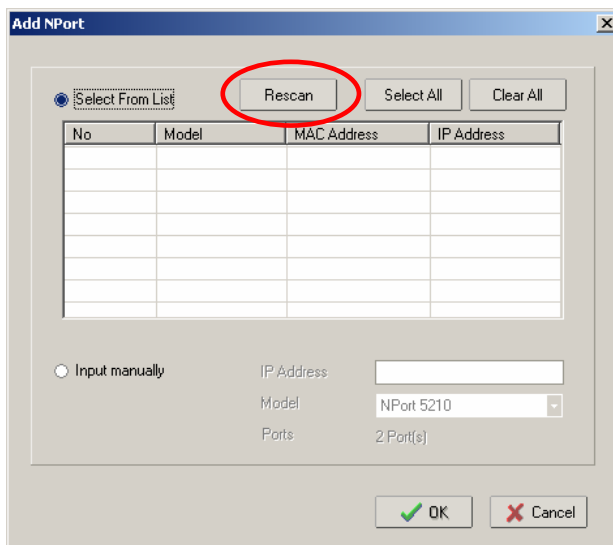 Add NPort
Select From List
Rescan
Select All
Clear All
No Model MAC Address IP Address
Input manually
IP Address
Model NPort 5210
Ports 2 Port(s)
OK Cancel